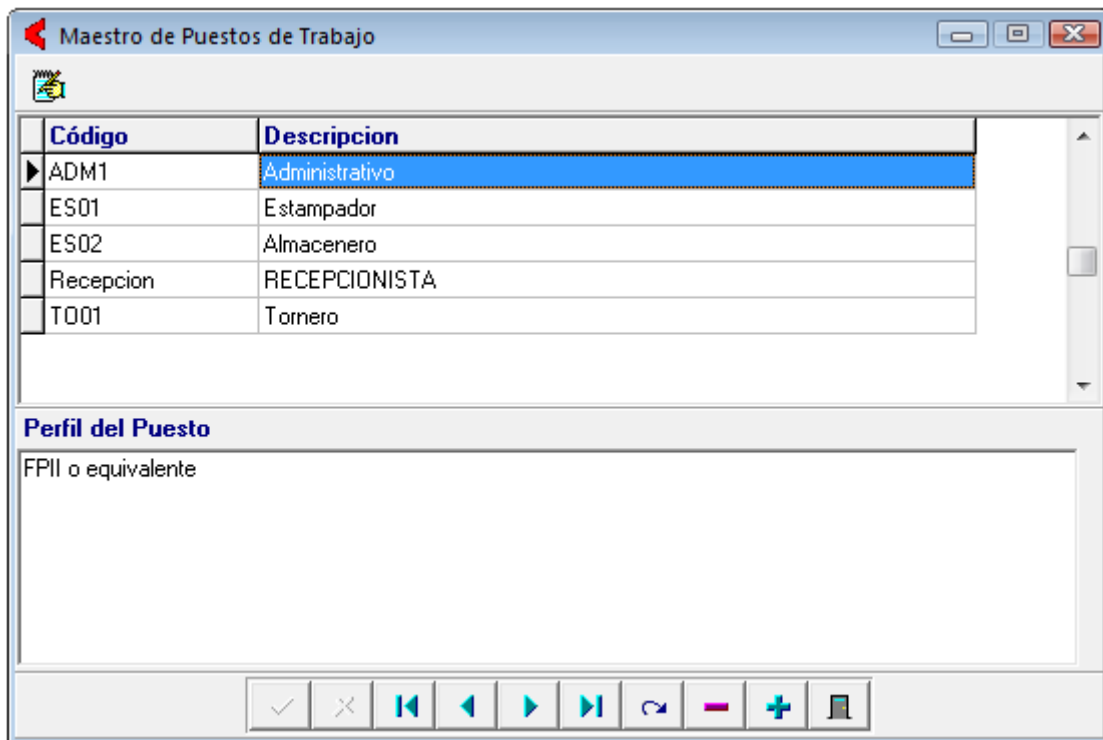 Maestro de Puestos de Trabajo
Código Descripcion
ADM1 Administrativo
ES01 Estampador
ES02 Almacenero
Recepcion RECEPCIONISTA
TO01 Tornero
Perfil del Puesto
FPII o equivalente